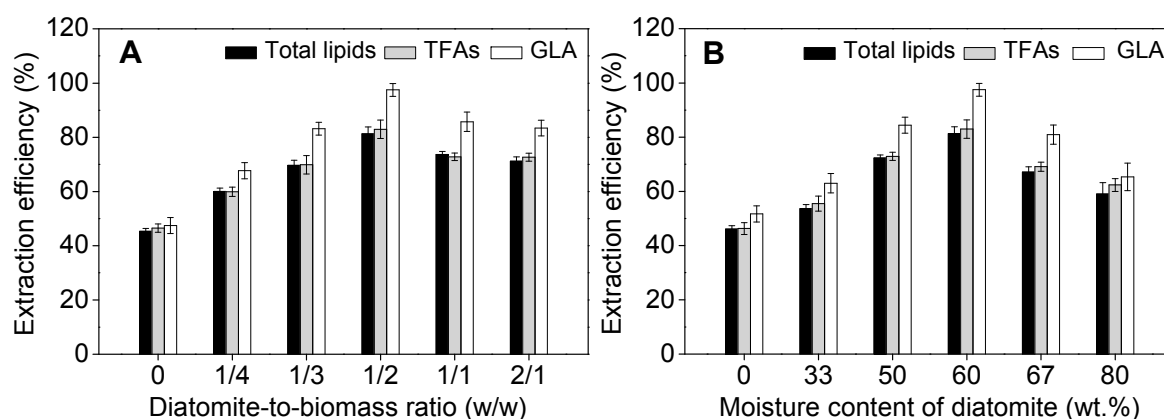 A
Total lipids TFAs GLA
Extraction efficiency (%)
120
100
80
60
40
20
0
0 1/4 1/3 1/2 1/1 2/1
Diatomite-to-biomass ratio (w/w)
B
Total lipids TFAs GLA
Extraction efficiency (%)
120
100
80
60
40
20
0
0 33 50 60 67 80
Moisture content of diatomite (wt.%)